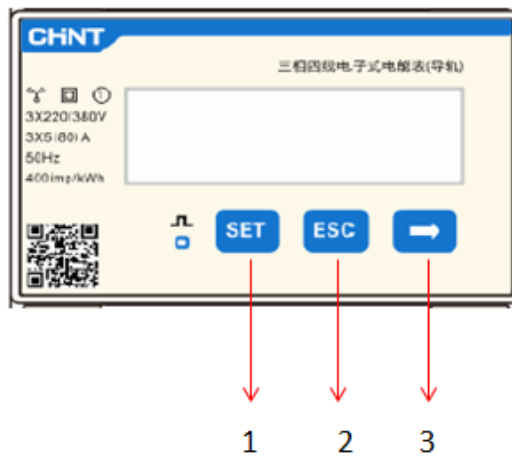 CHNT
三相四线电子式电能表(导轨)
3X220/380V
3X5(80)A
50Hz
400imp/kWh
SET
ESC
1
2
3